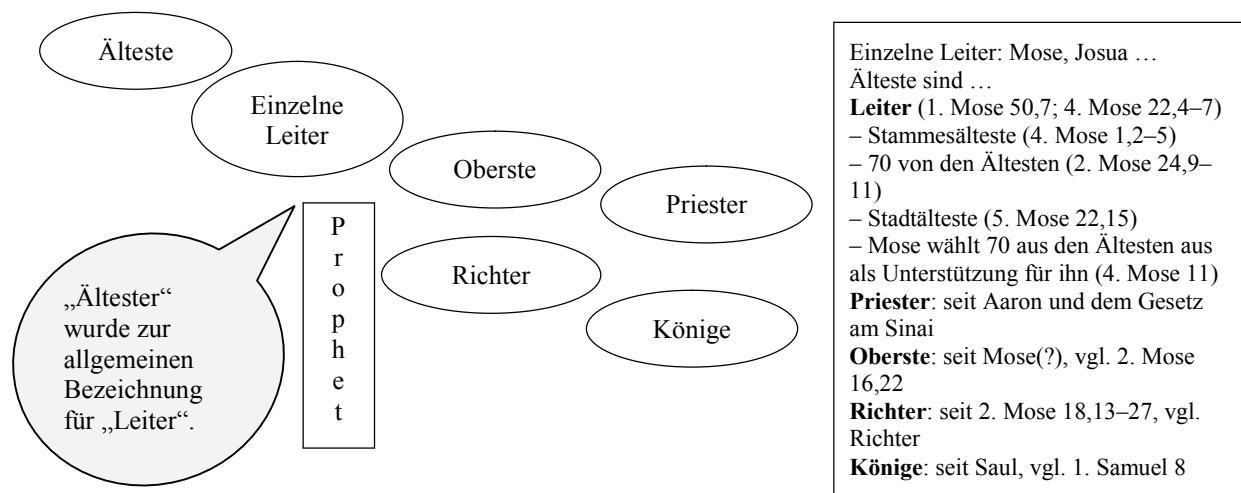 Älteste
Einzelne
Leiter
Oberste
Priester
Prophet
Richter
Könige
„Ältester“
wurde zur
allgemeinen
Bezeichnung
für „Leiter“.
Einzelne Leiter: Mose, Josua …
Älteste sind …
Leiter (1. Mose 50,7; 4. Mose 22,4–7)
– Stammesälteste (4. Mose 1,2–5)
– 70 von den Ältesten (2. Mose 24,9–
11)
– Stadtälteste (5. Mose 22,15)
– Mose wählt 70 aus den Ältesten aus
als Unterstützung für ihn (4. Mose 11)
Priester: seit Aaron und dem Gesetz
am Sinai
Oberste: seit Mose(?), vgl. 2. Mose
16,22
Richter: seit 2. Mose 18,13–27, vgl.
Richter
Könige: seit Saul, vgl. 1. Samuel 8